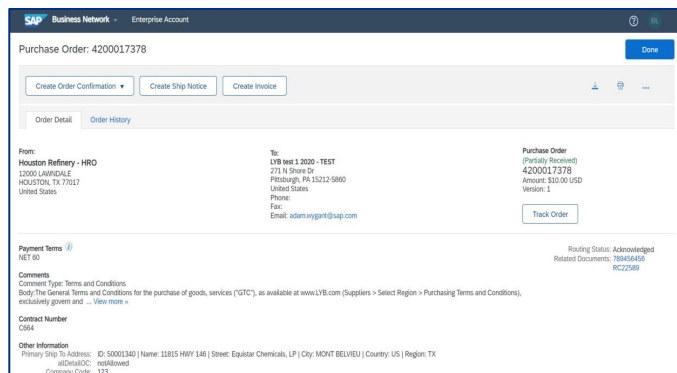 SAP Business Network Enterprise Account ? BL
Purchase Order: 4200017378 Done
Create Order Confirmation ▼ Create Ship Notice Create Invoice ...
Order Detail Order History
From:
Houston Refinery - HRO
12000 LAWNDALE
HOUSTON, TX 77017
United States
To:
LYB test 1 2020 - TEST
271 N Shore Dr
Pittsburgh, PA 15212-5860
United States
Phone:
Fax:
Email: adam.wygant@sap.com
Purchase Order
(Partially Received)
4200017378
Amount: $10.00 USD
Version: 1
Track Order
Payment Terms i
NET 60
Routing Status: Acknowledged
Related Documents: 789456456
RC22589
Comments
Comment Type: Terms and Conditions
Body:The General Terms and Conditions for the purchase of goods, services ("GTC"), as available at www.LYB.com (Suppliers > Select Region > Purchasing Terms and Conditions),
exclusively govern and ... View more »
Contract Number
C664
Other Information
Primary Ship To Address: ID: 50001340 | Name: 11815 HWY 146 | Street: Equistar Chemicals, LP | City: MONT BELVIEU | Country: US | Region: TX
allDetailOC: notAllowed
Company Code: 123